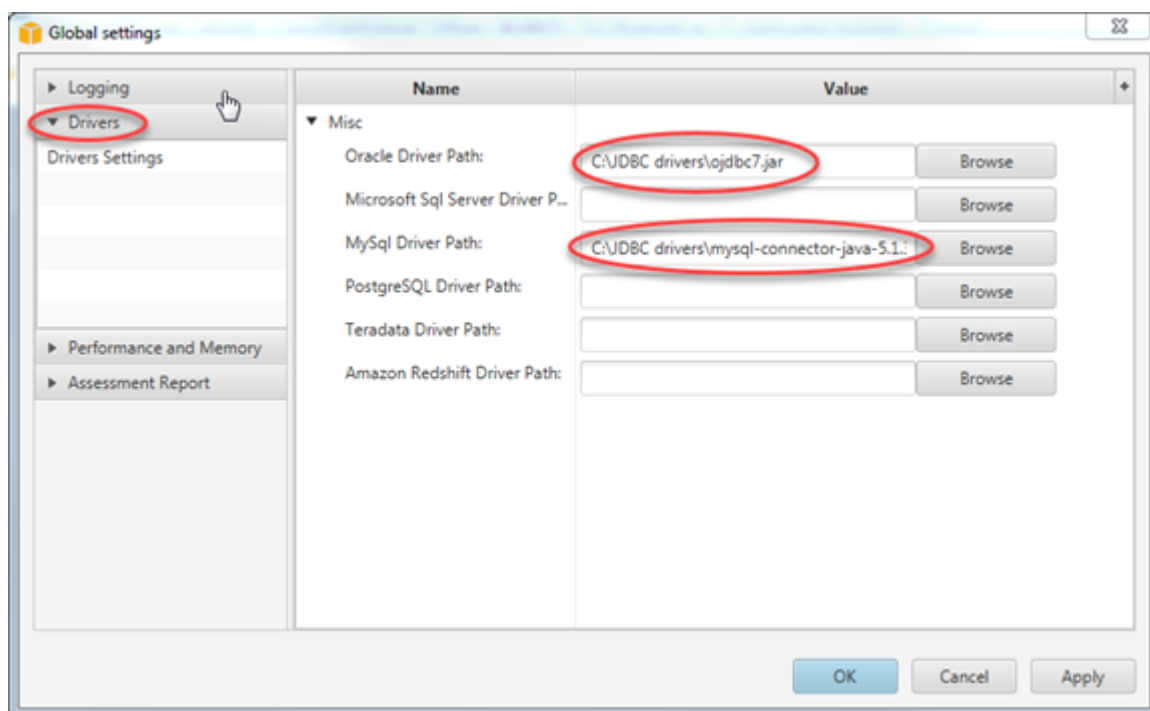 Global settings
Logging
Drivers
Drivers Settings
Performance and Memory
Assessment Report
Name Value
Misc
Oracle Driver Path: C:\JDBC drivers\ojdbc7.jar Browse
Microsoft Sql Server Driver P... Browse
MySql Driver Path: C:\JDBC drivers\mysql-connector-java-5.1. Browse
PostgreSQL Driver Path: Browse
Teradata Driver Path: Browse
Amazon Redshift Driver Path: Browse
OK Cancel Apply